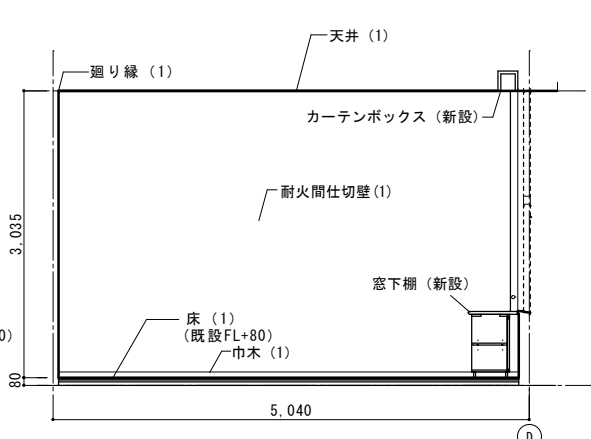 天井（1）
廻り縁（1）
カーテンボックス（新設）
耐火間仕切壁(1)
3,035
窓下棚（新設）
床（1）
（既設FL+80）
0）
巾木（1）
80
5,040
D